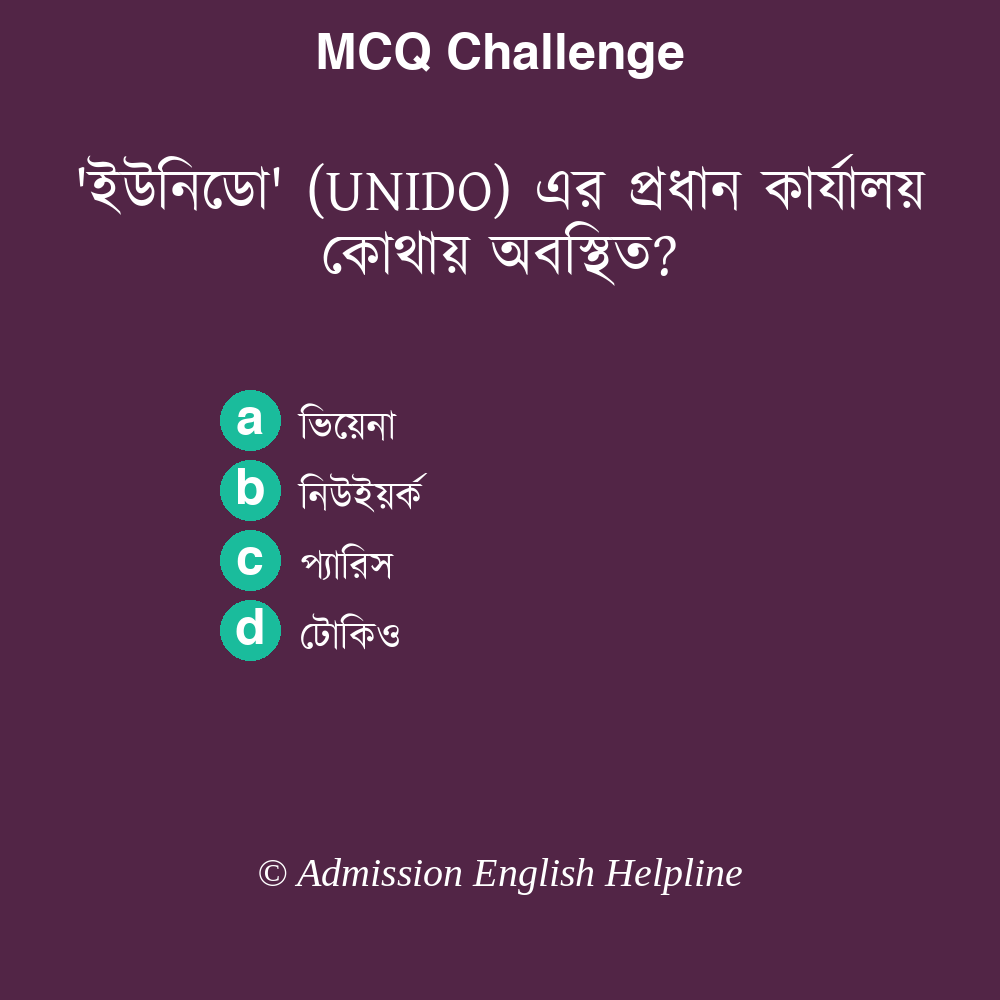 MCQ Challenge
'ইউনিডো' (UNIDO) এর প্রধান কার্যালয়
কোথায় অবস্থিত?
a ভিয়েনা
b নিউইয়র্ক
c প্যারিস
d টোকিও
© Admission English Helpline